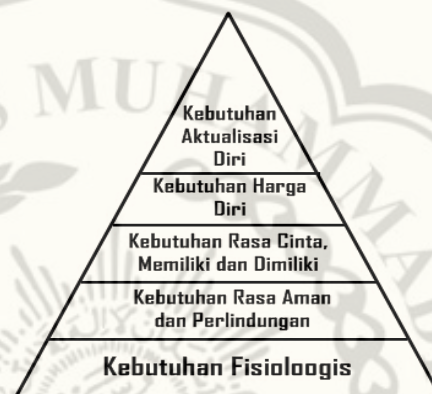 MUHAMMAD
Kebutuhan
Aktualisasi
Diri
Kebutuhan Harga
Diri
Kebutuhan Rasa Cinta,
Memiliki dan Dimiliki
Kebutuhan Rasa Aman
dan Perlindungan
Kebutuhan Fisioloogis